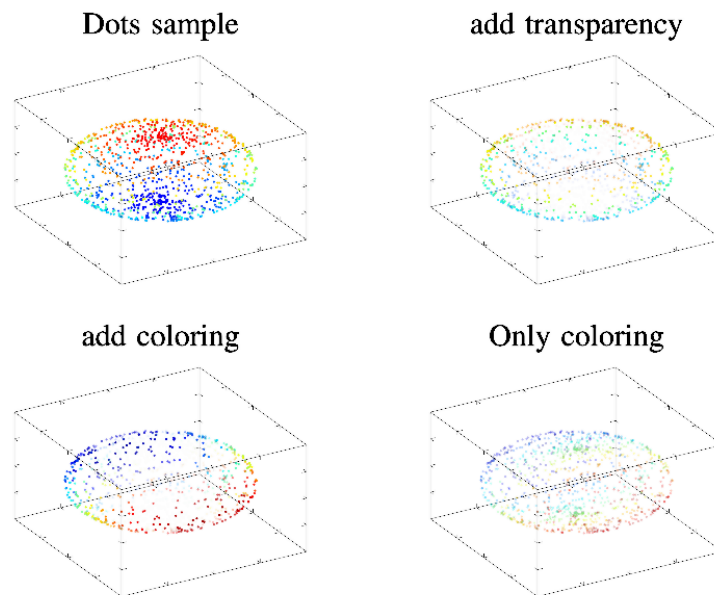 Dots sample
add transparency
add coloring
Only coloring